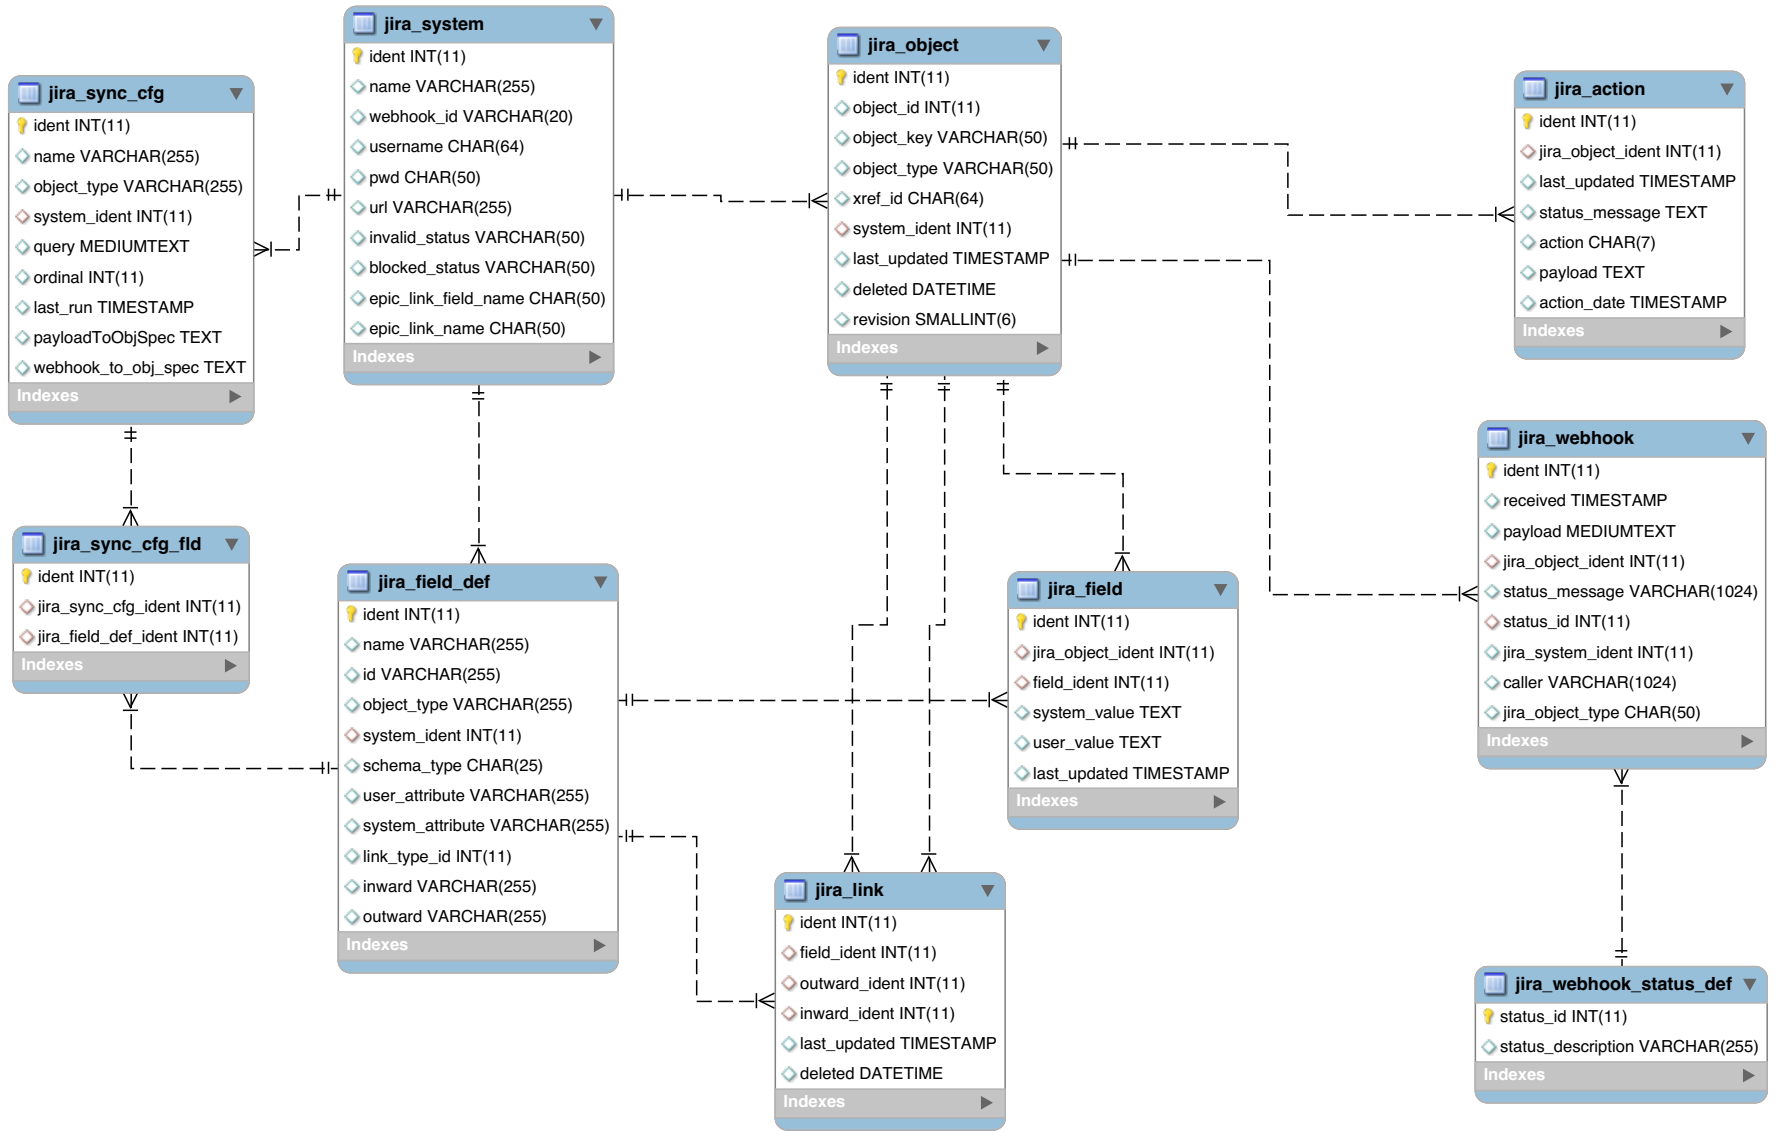 jira_system
ident INT(11)
name VARCHAR(255)
webhook_id VARCHAR(20)
username CHAR(64)
pwd CHAR(50)
url VARCHAR(255)
invalid_status VARCHAR(50)
blocked_status VARCHAR(50)
epic_link_field_name CHAR(50)
epic_link_name CHAR(50)
Indexes
jira_object
ident INT(11)
object_id INT(11)
object_key VARCHAR(50)
object_type VARCHAR(50)
xref_id CHAR(64)
system_ident INT(11)
last_updated TIMESTAMP
deleted DATETIME
revision SMALLINT(6)
Indexes
jira_sync_cfg
ident INT(11)
name VARCHAR(255)
object_type VARCHAR(255)
system_ident INT(11)
query MEDIUMTEXT
ordinal INT(11)
last_run TIMESTAMP
payloadToObjSpec TEXT
webhook_to_obj_spec TEXT
Indexes
jira_action
ident INT(11)
jira_object_ident INT(11)
last_updated TIMESTAMP
status_message TEXT
action CHAR(7)
payload TEXT
action_date TIMESTAMP
Indexes
jira_webhook
ident INT(11)
received TIMESTAMP
payload MEDIUMTEXT
jira_object_ident INT(11)
status_message VARCHAR(1024)
status_id INT(11)
jira_system_ident INT(11)
caller VARCHAR(1024)
jira_object_type CHAR(50)
Indexes
jira_sync_cfg_fld
ident INT(11)
jira_sync_cfg_ident INT(11)
jira_field_def_ident INT(11)
Indexes
jira_field_def
ident INT(11)
name VARCHAR(255)
id VARCHAR(255)
object_type VARCHAR(255)
system_ident INT(11)
schema_type CHAR(25)
user_attribute VARCHAR(255)
system_attribute VARCHAR(255)
link_type_id INT(11)
inward VARCHAR(255)
outward VARCHAR(255)
Indexes
jira_field
ident INT(11)
jira_object_ident INT(11)
field_ident INT(11)
system_value TEXT
user_value TEXT
last_updated TIMESTAMP
Indexes
jira_link
ident INT(11)
field_ident INT(11)
outward_ident INT(11)
inward_ident INT(11)
last_updated TIMESTAMP
deleted DATETIME
Indexes
jira_webhook_status_def
status_id INT(11)
status_description VARCHAR(255)
Indexes